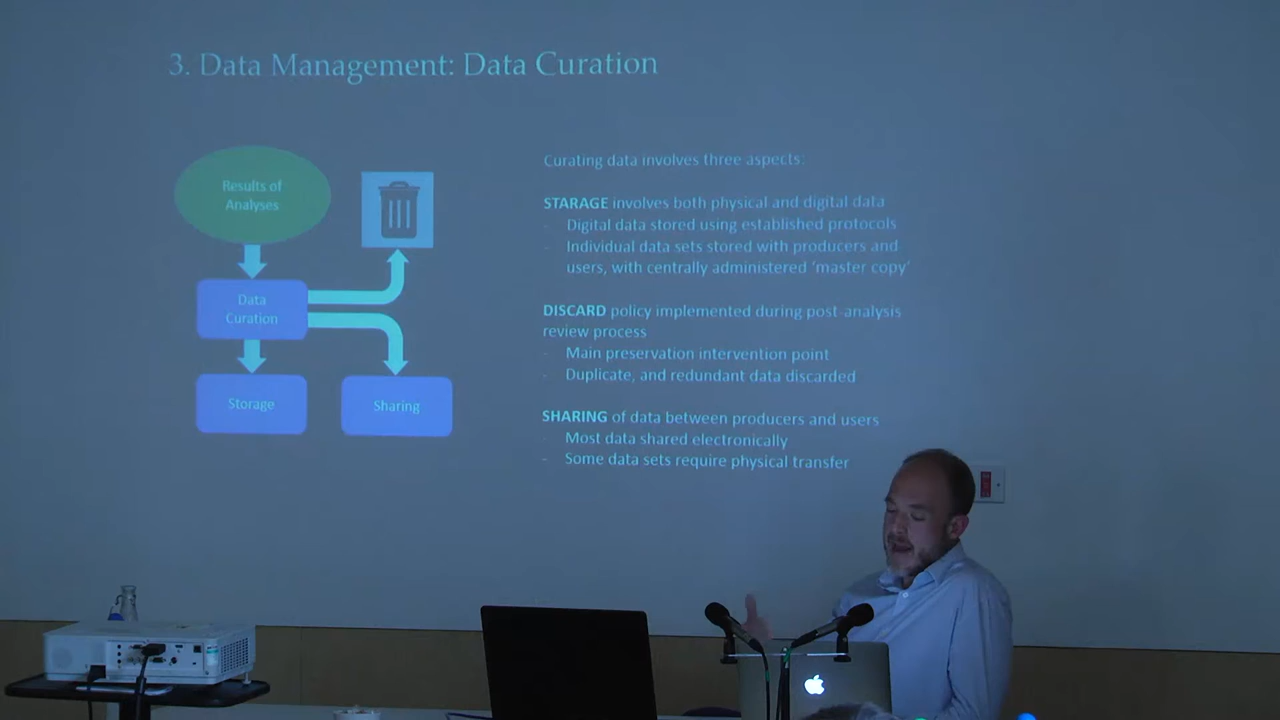 3. Data Management: Data Curation
Results of
Analyses
Data
Curation
Storage
Sharing
Curating data involves three aspects:
STARAGE involves both physical and digital data
- Digital data stored using established protocols
- Individual data sets stored with producers and
users, with centrally administered ‘master copy’
DISCARD policy implemented during post-analysis
review process
- Main preservation intervention point
- Duplicate, and redundant data discarded
SHARING of data between producers and users
- Most data shared electronically
- Some data sets require physical transfer